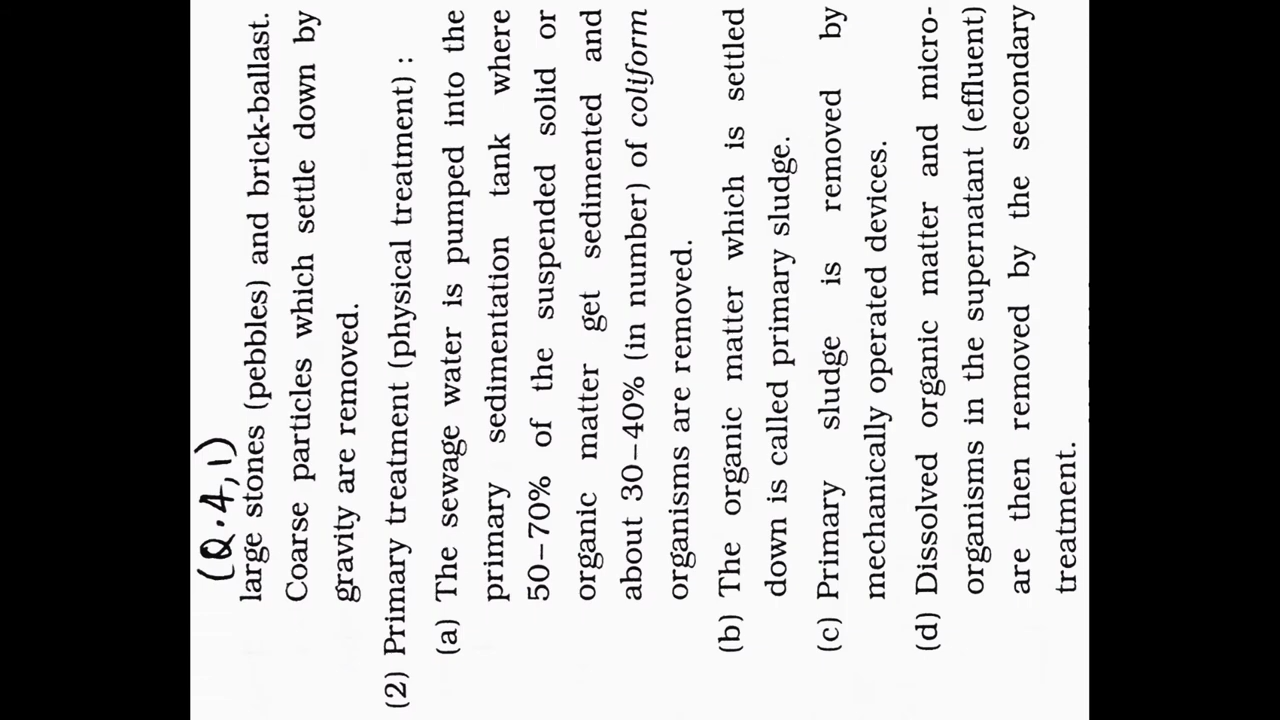 (Q.4,1)
large stones (pebbles) and brick-ballast.
Coarse particles which settle down by
gravity are removed.
(2) Primary treatment (physical treatment) :
(a) The sewage water is pumped into the
primary sedimentation tank where
50–70% of the suspended solid or
organic matter get sedimented and
about 30–40% (in number) of coliform
organisms are removed.
(b) The organic matter which is settled
down is called primary sludge.
(c) Primary sludge is removed by
mechanically operated devices.
(d) Dissolved organic matter and micro-
organisms in the supernatant (effluent)
are then removed by the secondary
treatment.